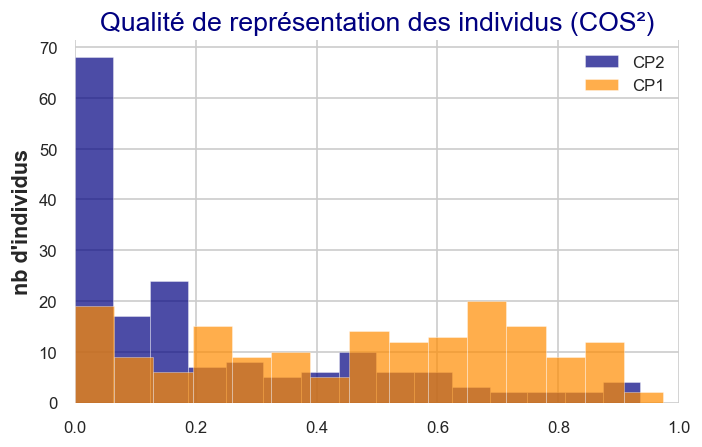 Qualité de représentation des individus (COS²)
nb d'individus
70
60
50
40
30
20
10
0
0.0 0.2 0.4 0.6 0.8 1.0
CP2
CP1